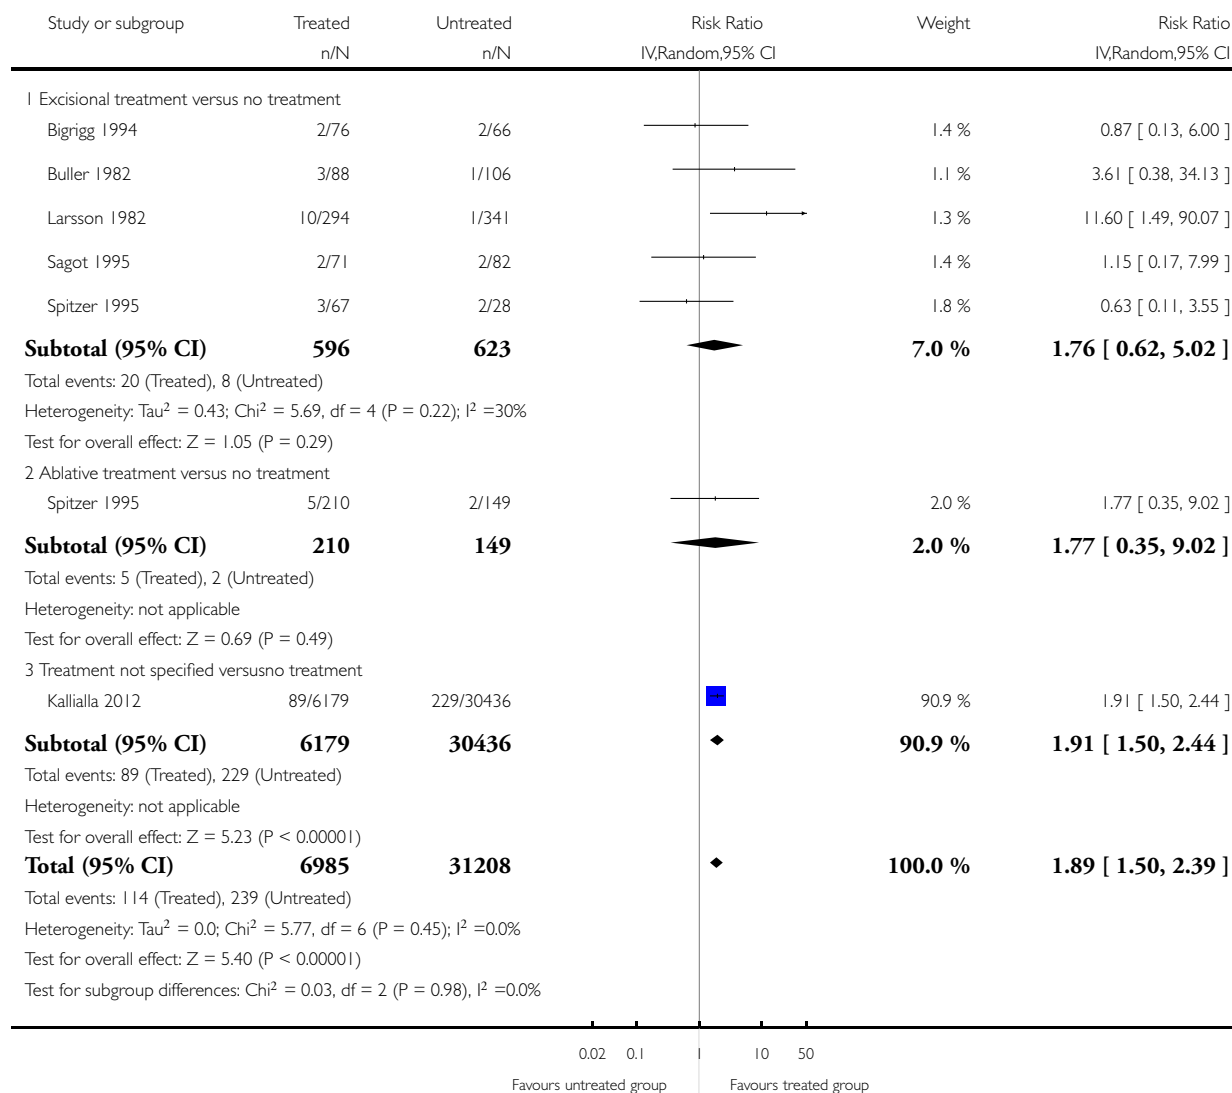 Study or subgroup Treated Untreated Risk Ratio Weight Risk Ratio
n/N n/N IV,Random,95% CI IV,Random,95% CI
1 Excisional treatment versus no treatment
Bigrigg 1994 2/76 2/66 1.4 % 0.87 [ 0.13, 6.00 ]
Buller 1982 3/88 1/106 1.1 % 3.61 [ 0.38, 34.13 ]
Larsson 1982 10/294 1/341 1.3 % 11.60 [ 1.49, 90.07 ]
Sagot 1995 2/71 2/82 1.4 % 1.15 [ 0.17, 7.99 ]
Spitzer 1995 3/67 2/28 1.8 % 0.63 [ 0.11, 3.55 ]
Subtotal (95% CI) 596 623 7.0 % 1.76 [ 0.62, 5.02 ]
Total events: 20 (Treated), 8 (Untreated)
Heterogeneity: Tau² = 0.43; Chi² = 5.69, df = 4 (P = 0.22); I² =30%
Test for overall effect: Z = 1.05 (P = 0.29)
2 Ablative treatment versus no treatment
Spitzer 1995 5/210 2/149 2.0 % 1.77 [ 0.35, 9.02 ]
Subtotal (95% CI) 210 149 2.0 % 1.77 [ 0.35, 9.02 ]
Total events: 5 (Treated), 2 (Untreated)
Heterogeneity: not applicable
Test for overall effect: Z = 0.69 (P = 0.49)
3 Treatment not specified versusno treatment
Kallialla 2012 89/6179 229/30436 90.9 % 1.91 [ 1.50, 2.44 ]
Subtotal (95% CI) 6179 30436 90.9 % 1.91 [ 1.50, 2.44 ]
Total events: 89 (Treated), 229 (Untreated)
Heterogeneity: not applicable
Test for overall effect: Z = 5.23 (P < 0.00001)
Total (95% CI) 6985 31208 100.0 % 1.89 [ 1.50, 2.39 ]
Total events: 114 (Treated), 239 (Untreated)
Heterogeneity: Tau² = 0.0; Chi² = 5.77, df = 6 (P = 0.45); I² =0.0%
Test for overall effect: Z = 5.40 (P < 0.00001)
Test for subgroup differences: Chi² = 0.03, df = 2 (P = 0.98), I² =0.0%
0.02 0.1 1 10 50
Favours untreated group Favours treated group